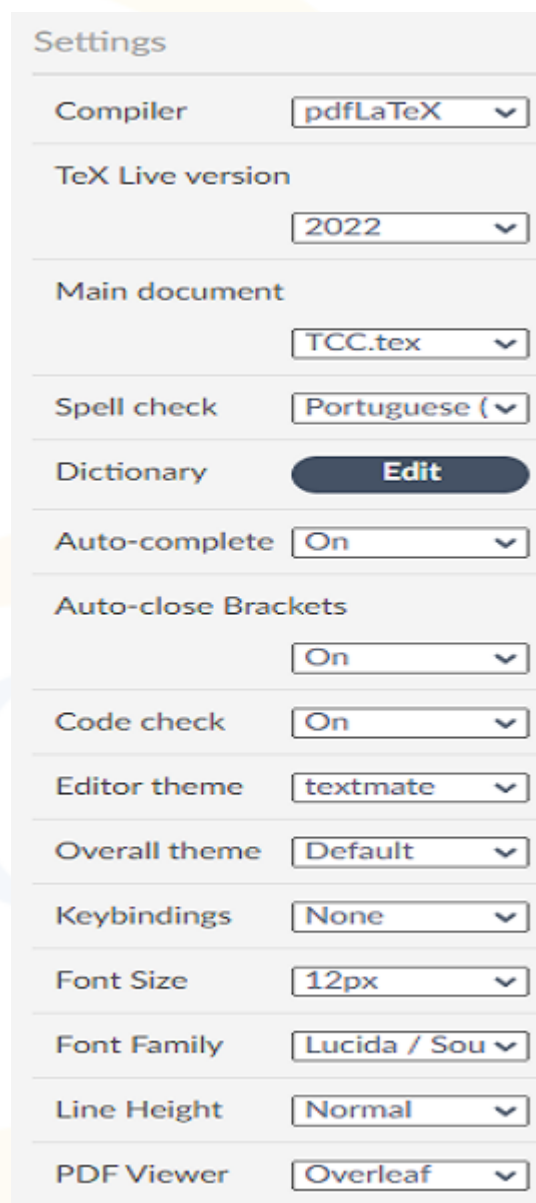 Settings
Compiler pdfLaTeX
TeX Live version
2022
Main document
TCC.tex
Spell check Portuguese (
Dictionary Edit
Auto-complete On
Auto-close Brackets
On
Code check On
Editor theme textmate
Overall theme Default
Keybindings None
Font Size 12px
Font Family Lucida / Sou
Line Height Normal
PDF Viewer Overleaf